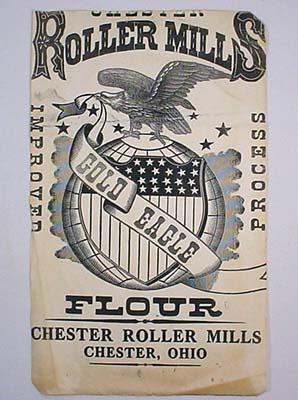 CHESTER
ROLLER MILLS
IMPROVED
PROCESS
GOLD
EAGLE
FLOUR
CHESTER ROLLER MILLS
CHESTER, OHIO